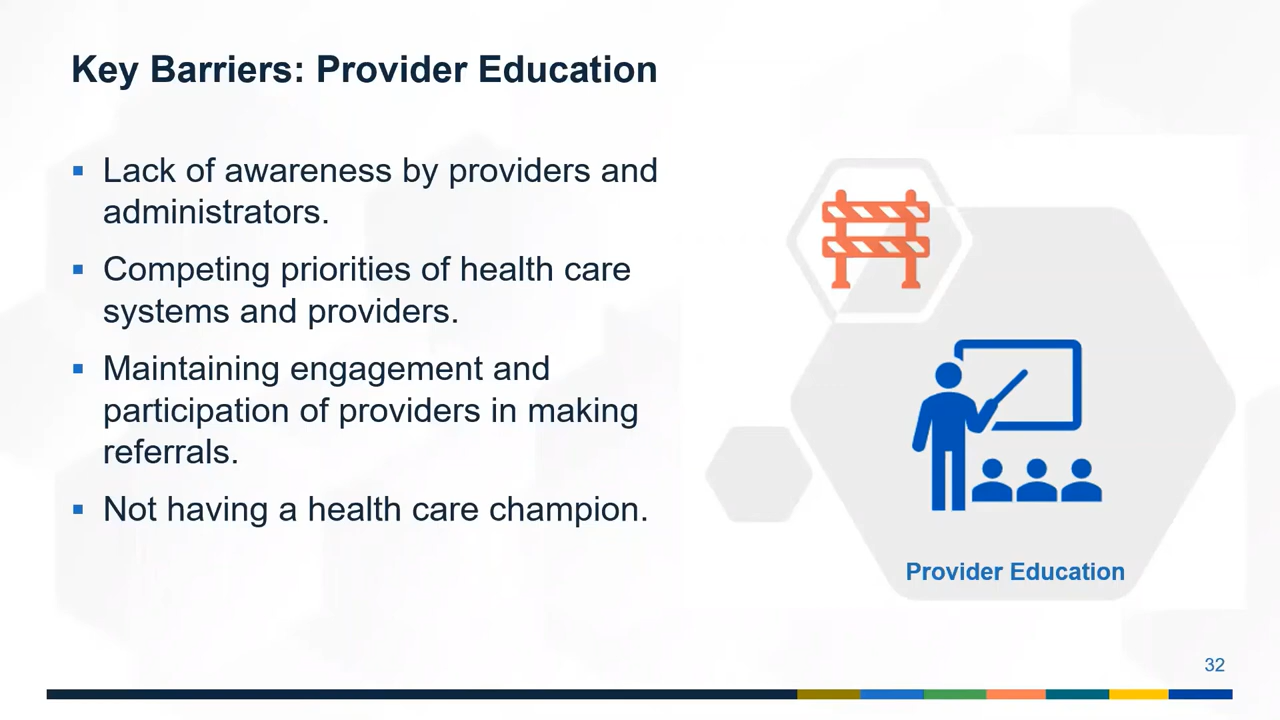 Key Barriers: Provider Education
▪ Lack of awareness by providers and
administrators.
▪ Competing priorities of health care
systems and providers.
▪ Maintaining engagement and
participation of providers in making
referrals.
▪ Not having a health care champion.
Provider Education
32